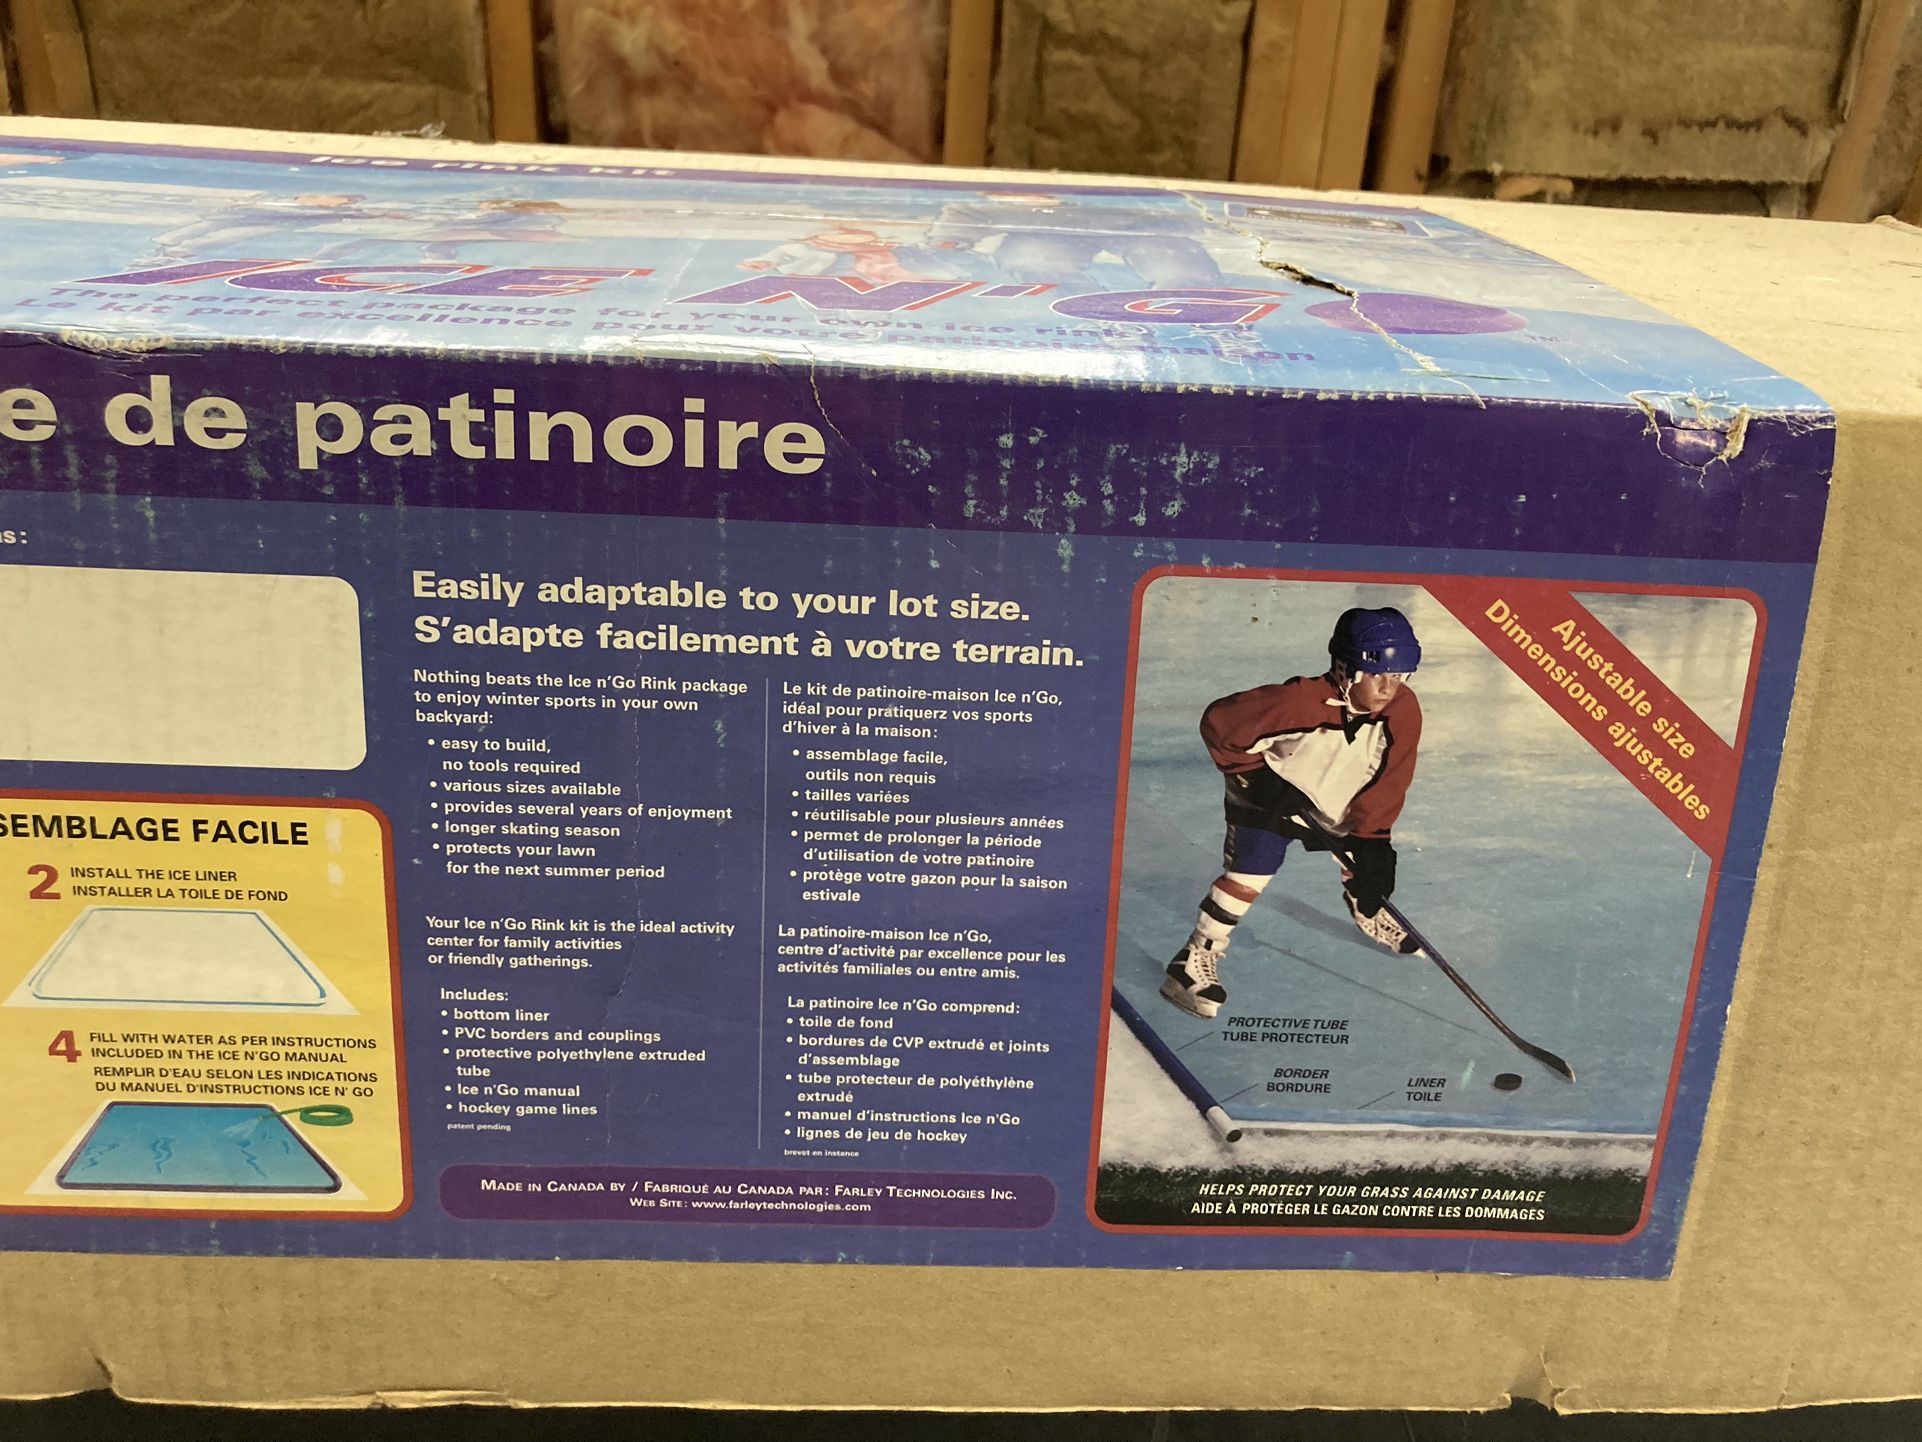 Ice rink kit
ICE N' GO
TM
The perfect package for your own ice rink
Le kit par excellence pour votre patinoire maison
e de patinoire
ns:
Easily adaptable to your lot size.
S'adapte facilement à votre terrain.
Nothing beats the Ice n'Go Rink package
to enjoy winter sports in your own
backyard:
• easy to build,
no tools required
• various sizes available
• provides several years of enjoyment
• longer skating season
• protects your lawn
for the next summer period
Your Ice n'Go Rink kit is the ideal activity
center for family activities
or friendly gatherings.
Includes:
• bottom liner
• PVC borders and couplings
• protective polyethylene extruded
tube
• Ice n'Go manual
• hockey game lines
patent pending
Le kit de patinoire-maison Ice n'Go,
idéal pour pratiquerz vos sports
d'hiver à la maison:
• assemblage facile,
outils non requis
• tailles variées
• réutilisable pour plusieurs années
• permet de prolonger la période
d'utilisation de votre patinoire
• protège votre gazon pour la saison
estivale
La patinoire-maison Ice n'Go,
centre d'activité par excellence pour les
activités familiales ou entre amis.
La patinoire Ice n'Go comprend:
• toile de fond
• bordures de CVP extrudé et joints
d'assemblage
• tube protecteur de polyéthylène
extrudé
• manuel d'instructions Ice n'Go
• lignes de jeu de hockey
brevet en instance
MADE IN CANADA BY / FABRIQUÉ AU CANADA PAR: FARLEY TECHNOLOGIES INC.
WEB SITE: www.farleytechnologies.com
SEMBLAGE FACILE
2 INSTALL THE ICE LINER
INSTALLER LA TOILE DE FOND
4 FILL WITH WATER AS PER INSTRUCTIONS
INCLUDED IN THE ICE N'GO MANUAL
REMPLIR D'EAU SELON LES INDICATIONS
DU MANUEL D'INSTRUCTIONS ICE N' GO
Ajustable size
Dimensions ajustables
PROTECTIVE TUBE
TUBE PROTECTEUR
BORDER
BORDURE
LINER
TOILE
HELPS PROTECT YOUR GRASS AGAINST DAMAGE
AIDE À PROTÉGER LE GAZON CONTRE LES DOMMAGES